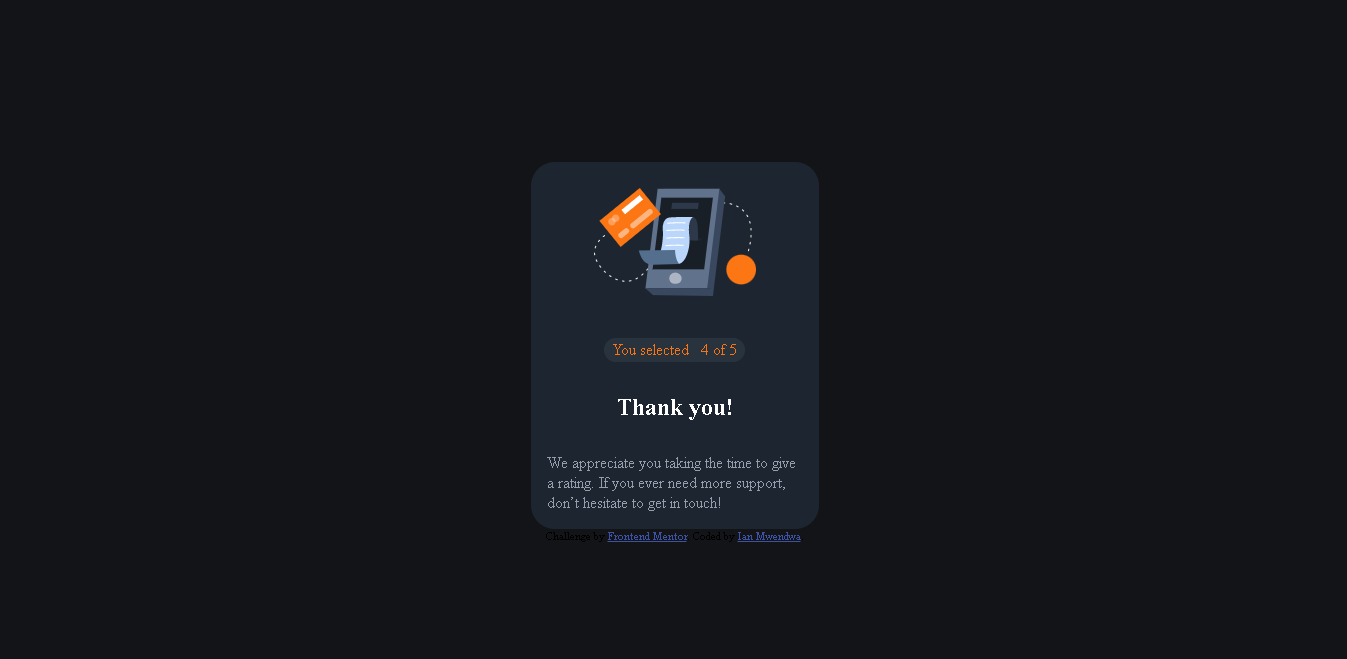 You selected 4 of 5
Thank you!
We appreciate you taking the time to give
a rating. If you ever need more support,
don’t hesitate to get in touch!
Challenge by Frontend Mentor. Coded by Ian Mwendwa